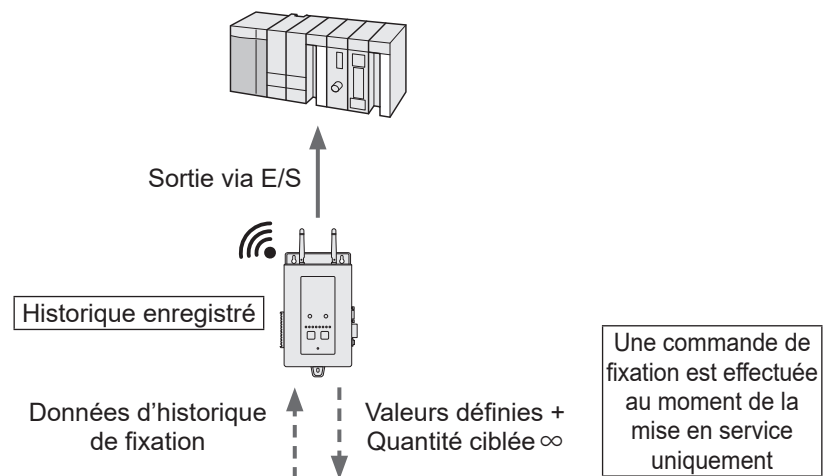 Sortie via E/S
Historique enregistré
Données d’historique
de fixation
Valeurs définies +
Quantité ciblée ∞
Une commande de
fixation est effectuée
au moment de la
mise en service
uniquement